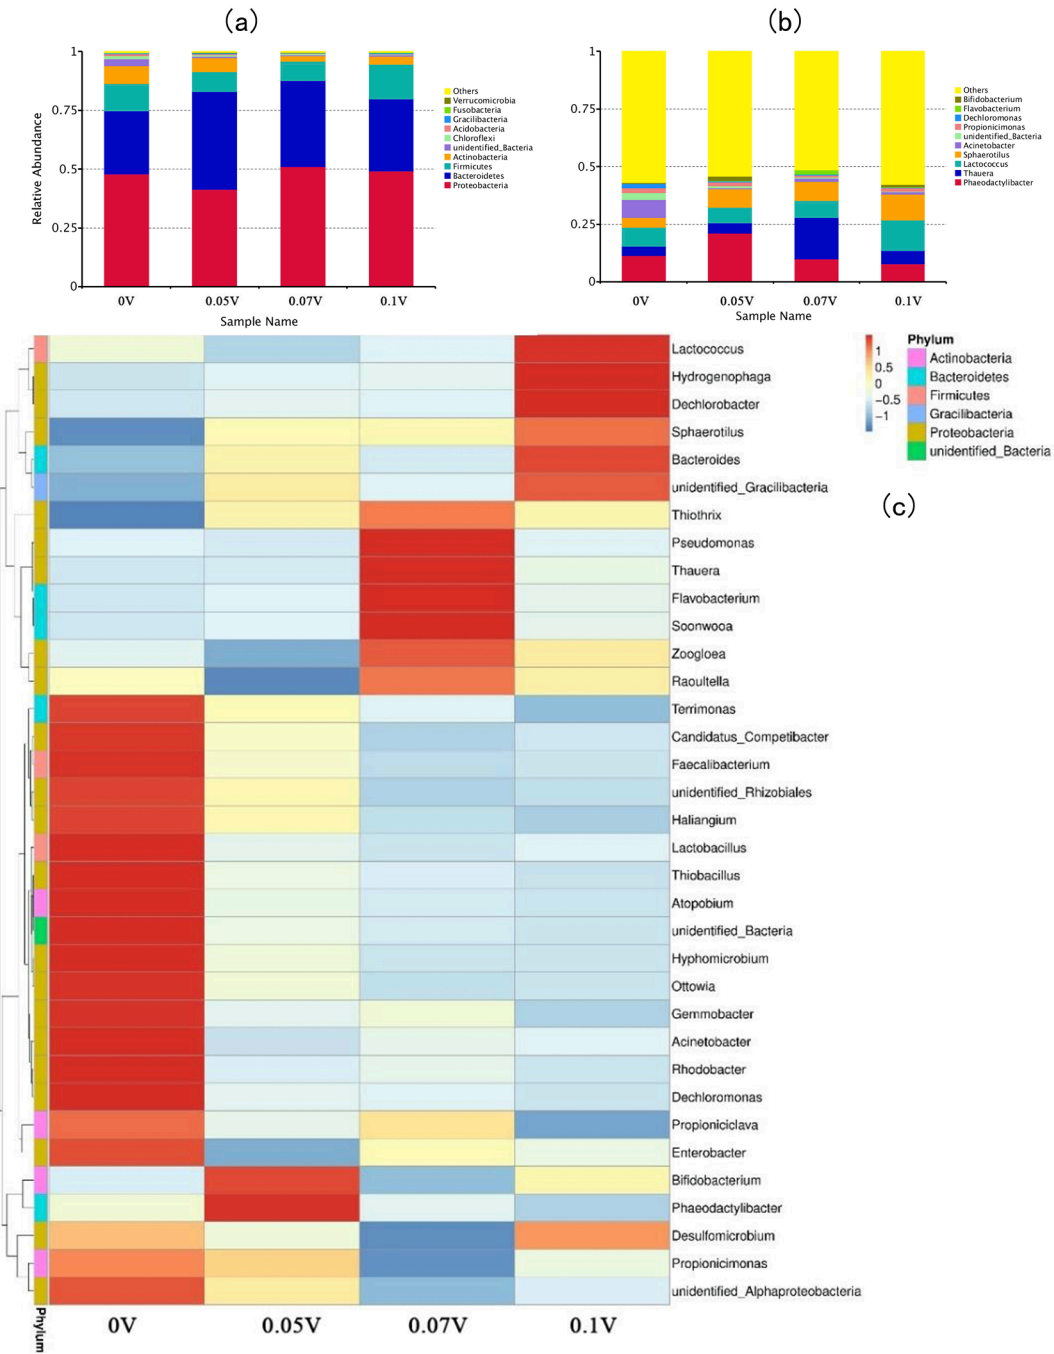 (a)
1
0.75
0.5
0.25
0
Relative Abundance
0V
0.05V
0.07V
0.1V
Sample Name
Others
Verrucomicrobia
Fusobacteria
Gracilibacteria
Acidobacteria
Chloroflexi
unidentified_Bacteria
Actinobacteria
Firmicutes
Bacteroidetes
Proteobacteria
(b)
1
0.75
0.5
0.25
0
0V
0.05V
0.07V
0.1V
Sample Name
Others
Bifidobacterium
Flavobacterium
Dechloromonas
Propionicimonas
unidentified_Bacteria
Acinetobacter
Sphaerotilus
Lactococcus
Thauera
Phaeodactylibacter
Lactococcus
Hydrogenophaga
Dechlorobacter
Sphaerotilus
Bacteroides
unidentified_Gracilibacteria
Thiothrix
Pseudomonas
Thauera
Flavobacterium
Soonwooa
Zoogloea
Raoultella
Terrimonas
Candidatus_Competibacter
Faecalibacterium
unidentified_Rhizobiales
Haliangium
Lactobacillus
Thiobacillus
Atopobium
unidentified_Bacteria
Hyphomicrobium
Ottowia
Gemmobacter
Acinetobacter
Rhodobacter
Dechloromonas
Propioniciclava
Enterobacter
Bifidobacterium
Phaeodactylibacter
Desulfomicrobium
Propionicimonas
unidentified_Alphaproteobacteria
Phylum
0V
0.05V
0.07V
0.1V
1
0.5
0
−0.5
−1
Phylum
Actinobacteria
Bacteroidetes
Firmicutes
Gracilibacteria
Proteobacteria
unidentified_Bacteria
(c)